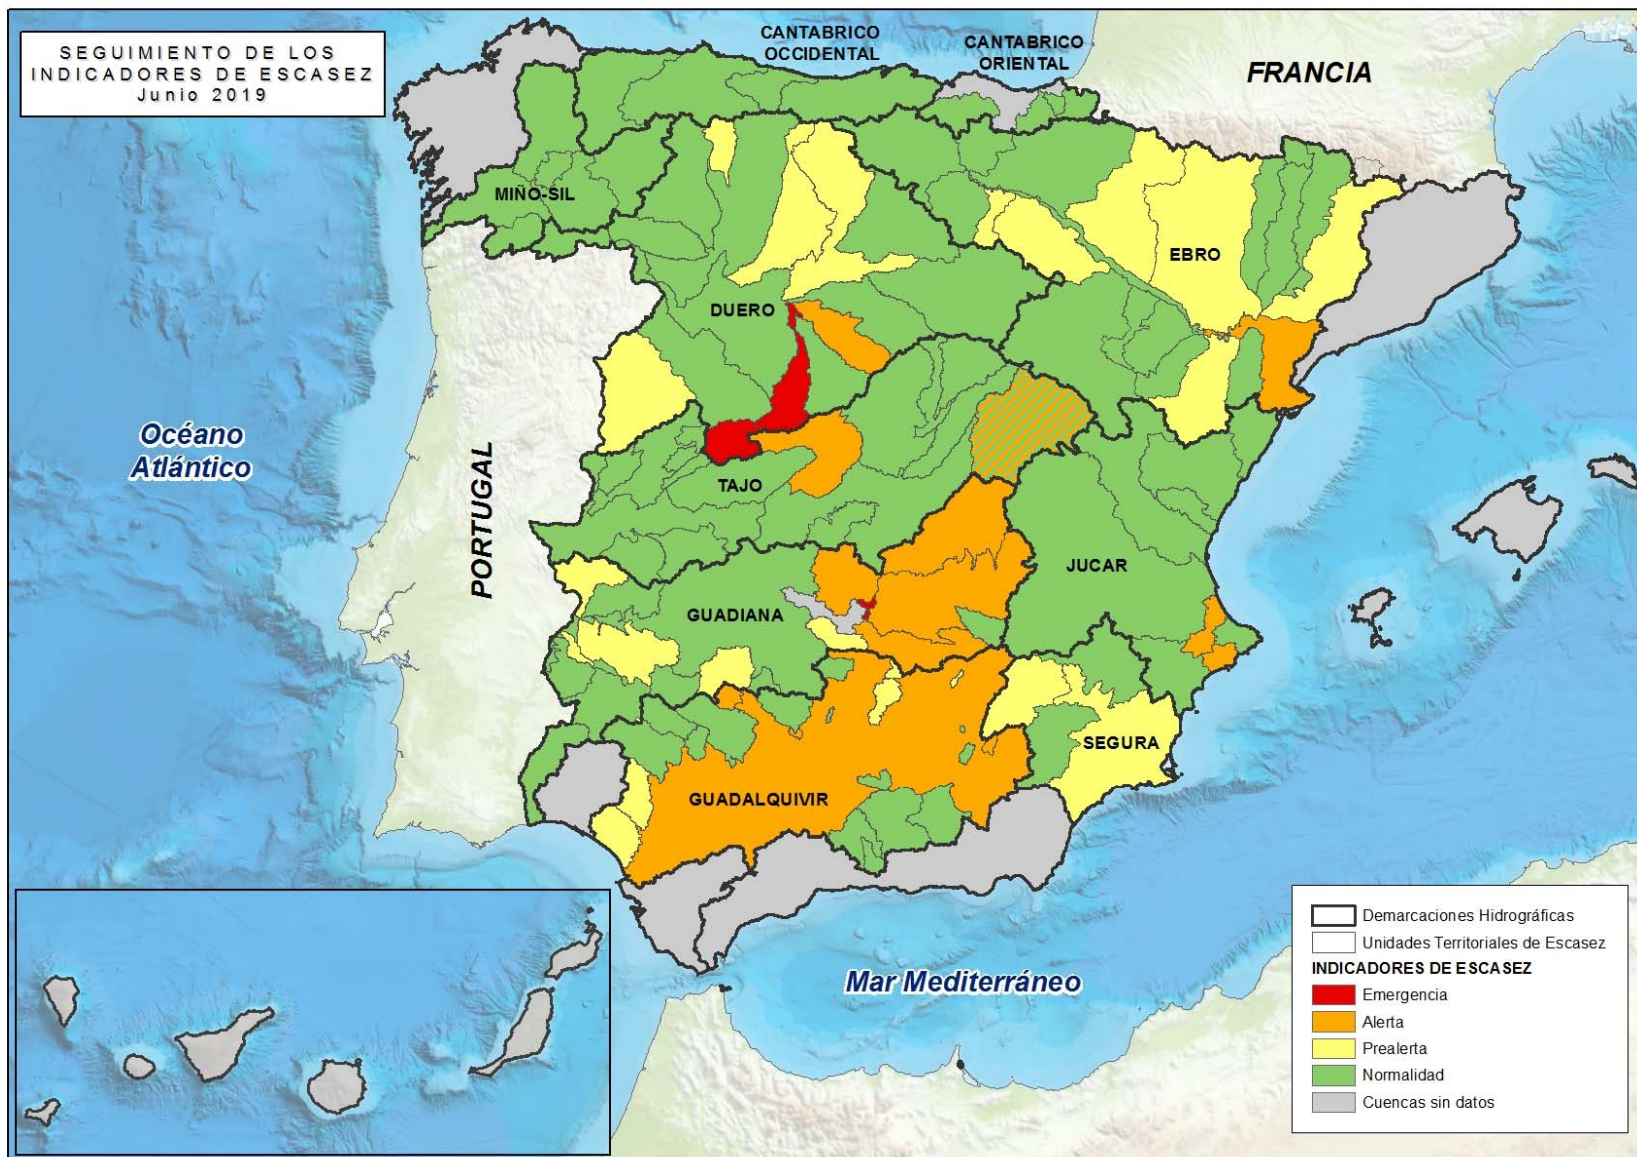 SEGUIMIENTO DE LOS
INDICADORES DE ESCASEZ
Junio 2019
CANTABRICO
OCCIDENTAL
CANTABRICO
ORIENTAL
FRANCIA
MIÑO-SIL
EBRO
DUERO
Océano
Atlántico
PORTUGAL
TAJO
JUCAR
GUADIANA
SEGURA
GUADALQUIVIR
Mar Mediterráneo
Demarcaciones Hidrográficas
Unidades Territoriales de Escasez
INDICADORES DE ESCASEZ
Emergencia
Alerta
Prealerta
Normalidad
Cuencas sin datos